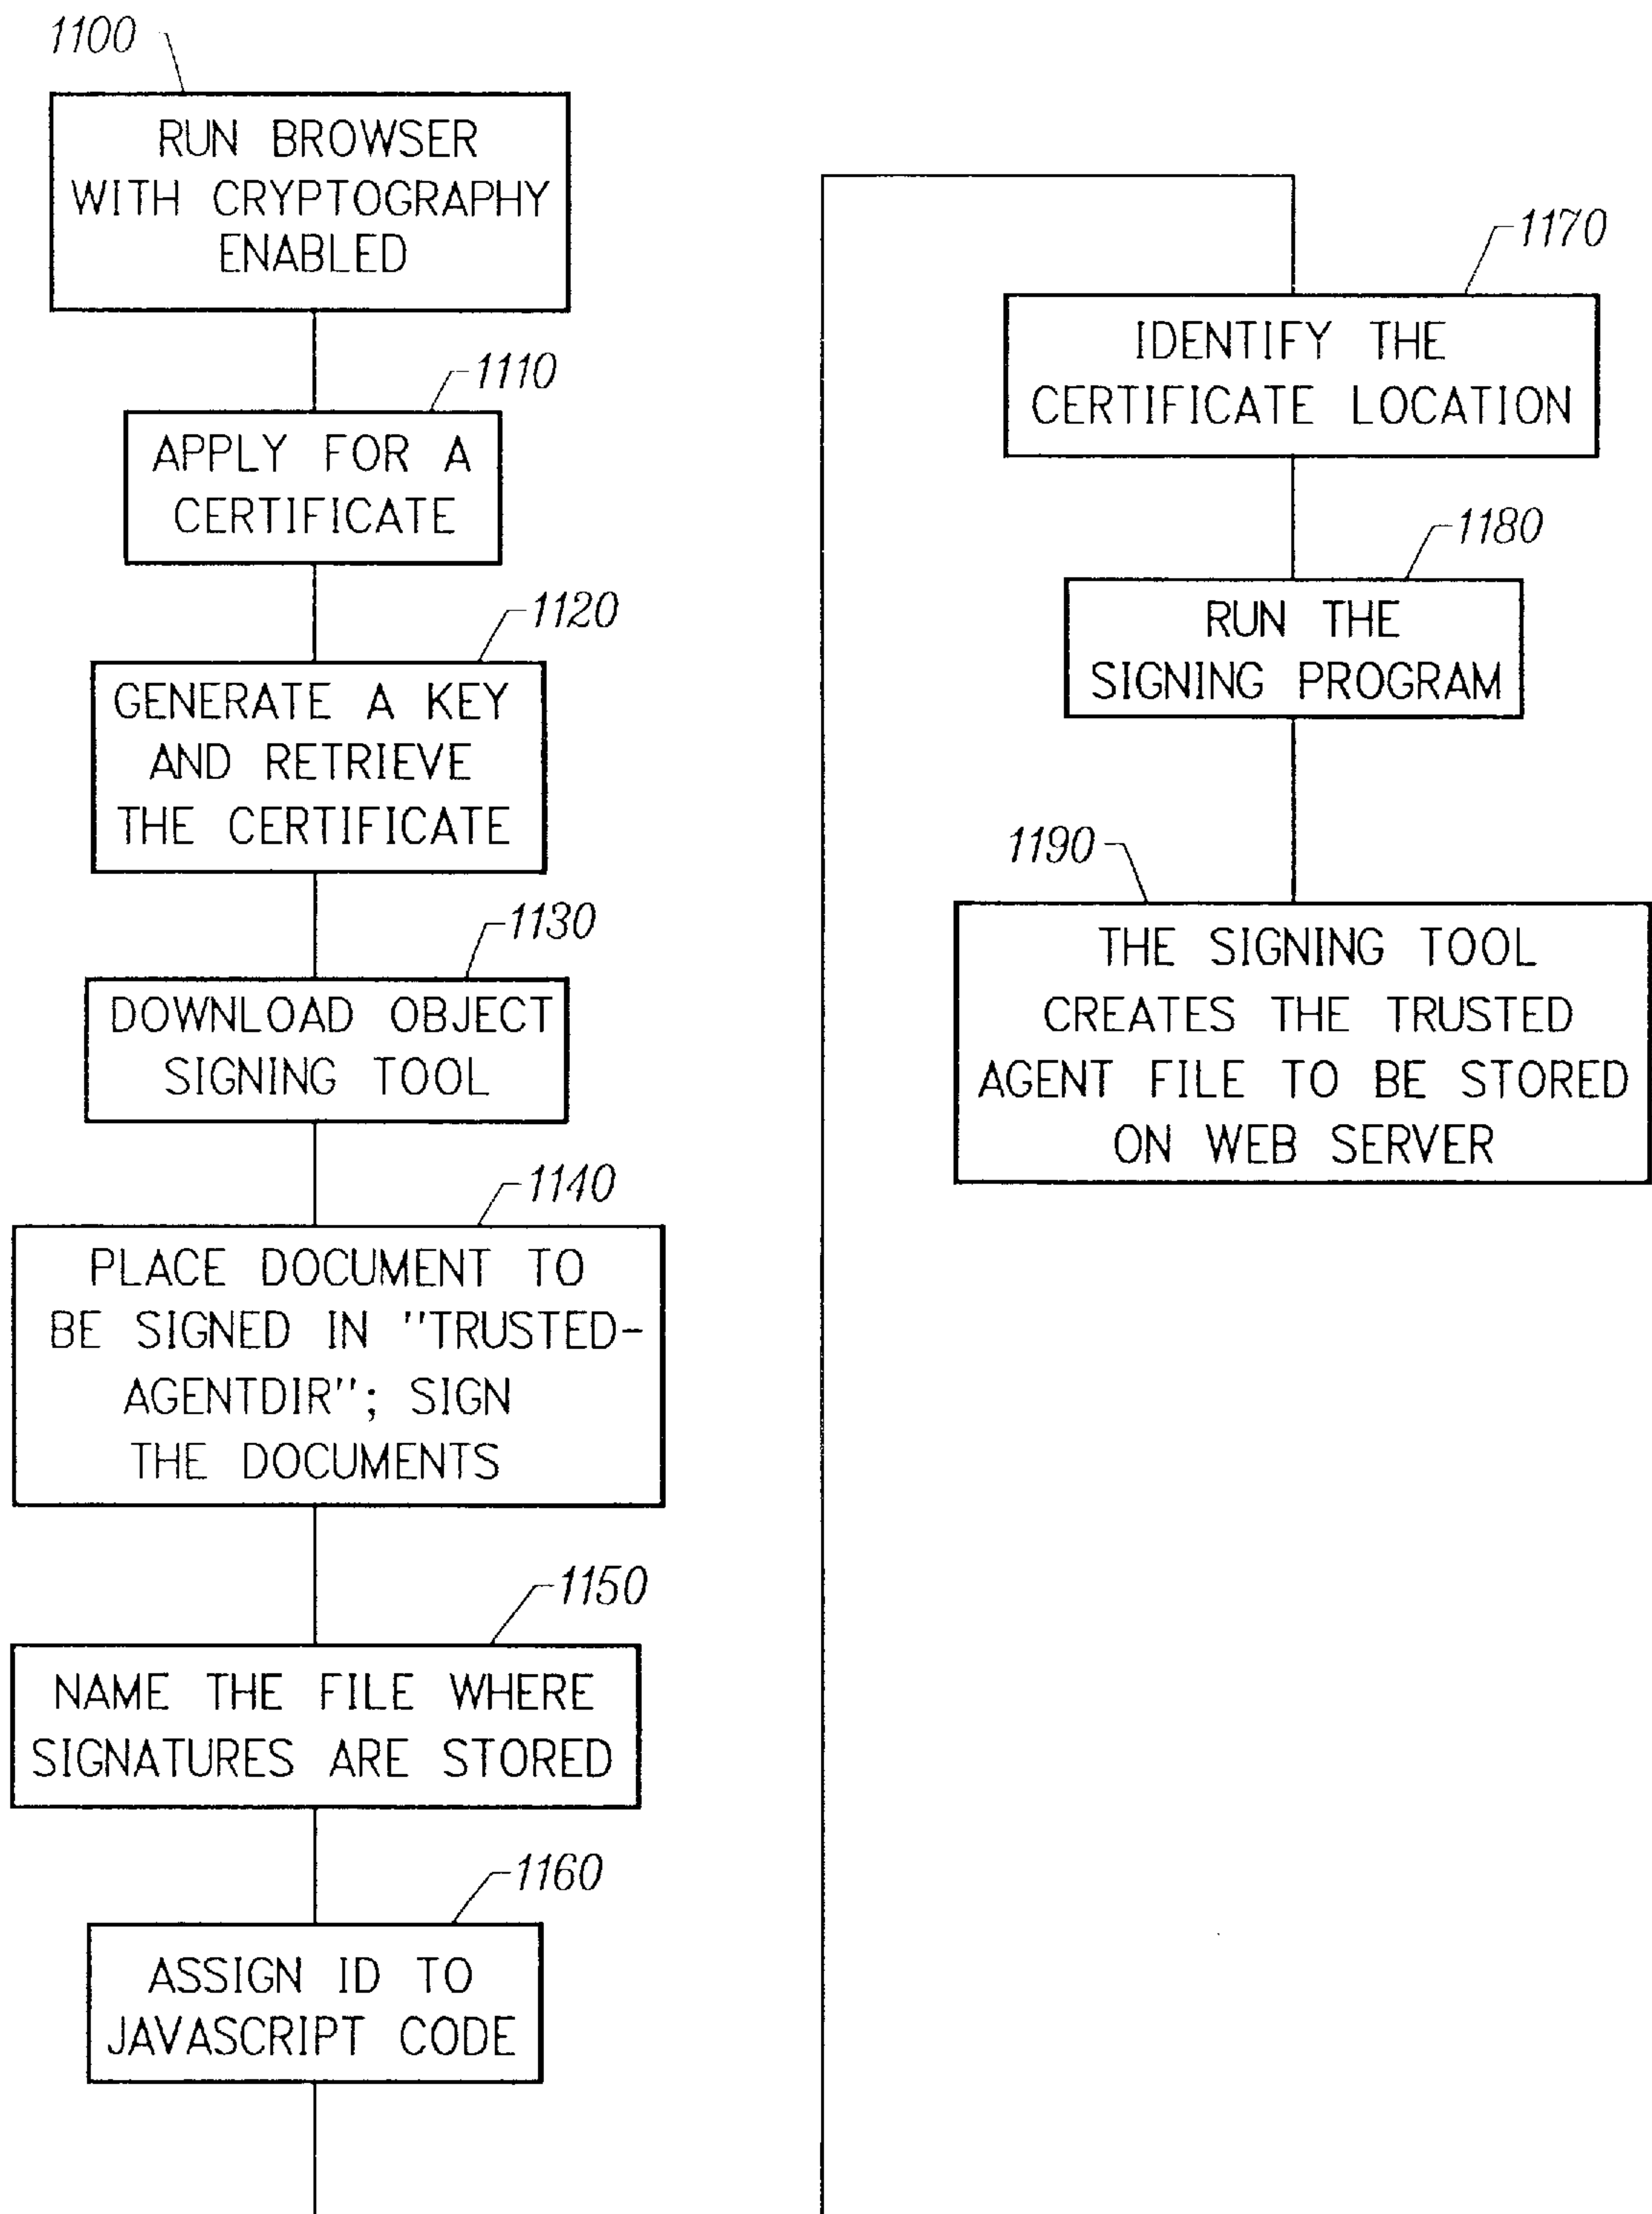 1100
RUN BROWSER
WITH CRYPTOGRAPHY
ENABLED
1110
APPLY FOR A
CERTIFICATE
1120
GENERATE A KEY
AND RETRIEVE
THE CERTIFICATE
1130
DOWNLOAD OBJECT
SIGNING TOOL
1140
PLACE DOCUMENT TO
BE SIGNED IN "TRUSTED-
AGENTDIR"; SIGN
THE DOCUMENTS
1150
NAME THE FILE WHERE
SIGNATURES ARE STORED
1160
ASSIGN ID TO
JAVASCRIPT CODE
1170
IDENTIFY THE
CERTIFICATE LOCATION
1180
RUN THE
SIGNING PROGRAM
1190
THE SIGNING TOOL
CREATES THE TRUSTED
AGENT FILE TO BE STORED
ON WEB SERVER